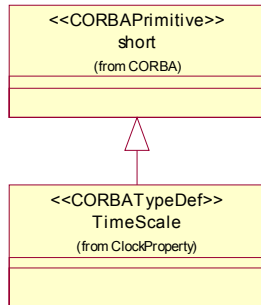 <<CORBAPrimitive>>
short
(from CORBA)
<<CORBATypeDef>>
TimeScale
(from ClockProperty)